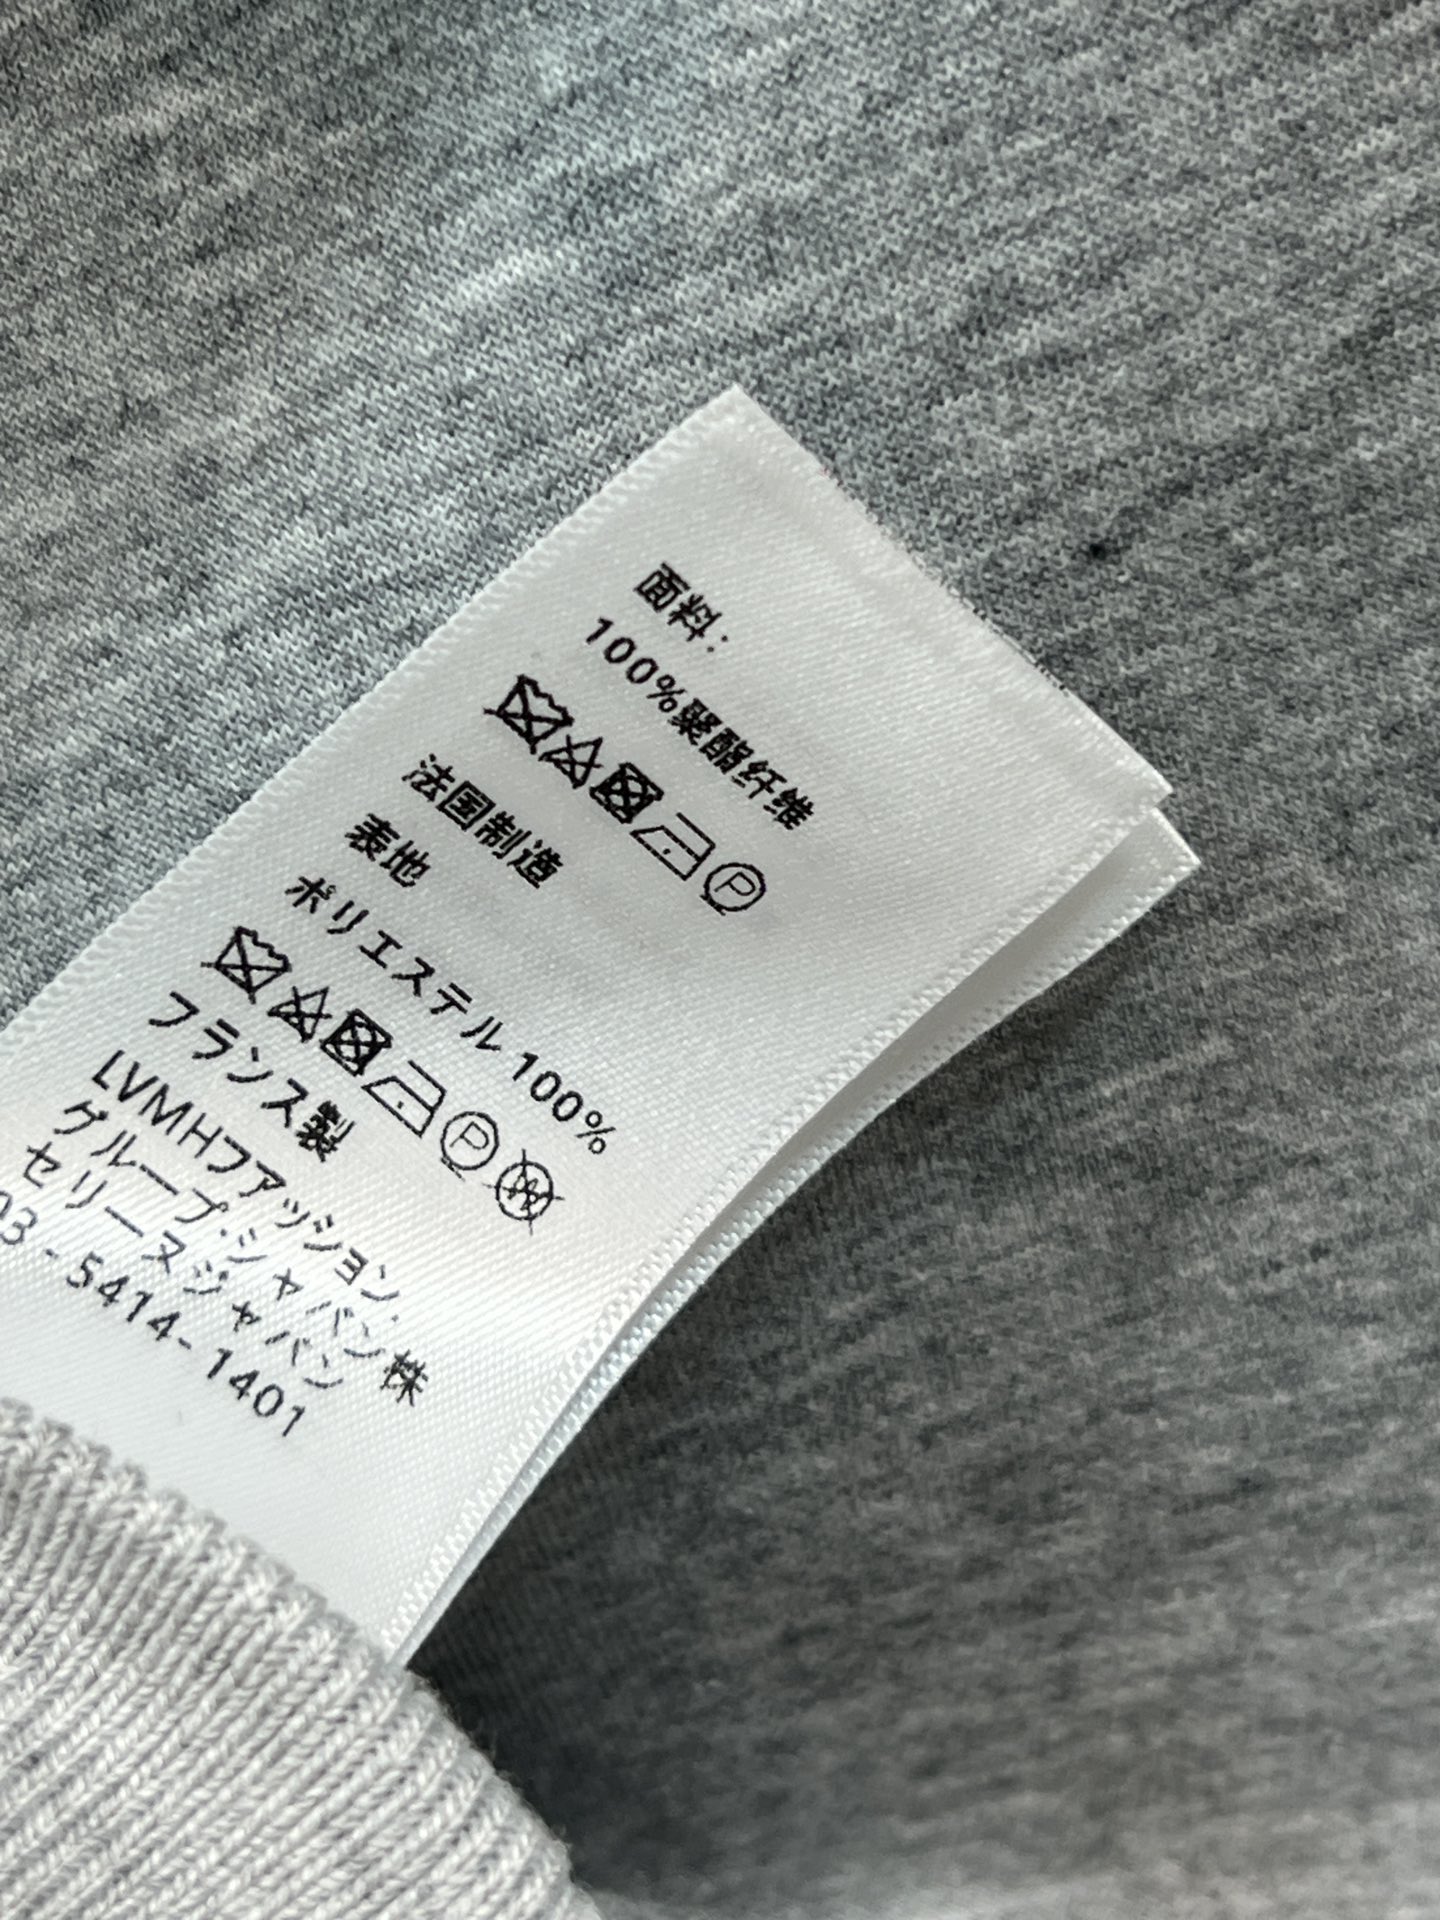 面料:
100%聚酯纤维
P
法国制造
表地
ポリエステル 100%
P W
フランス製
LVMHファッション・
グループ・ジャパン株
セリーヌジャパン
03-5414-1401